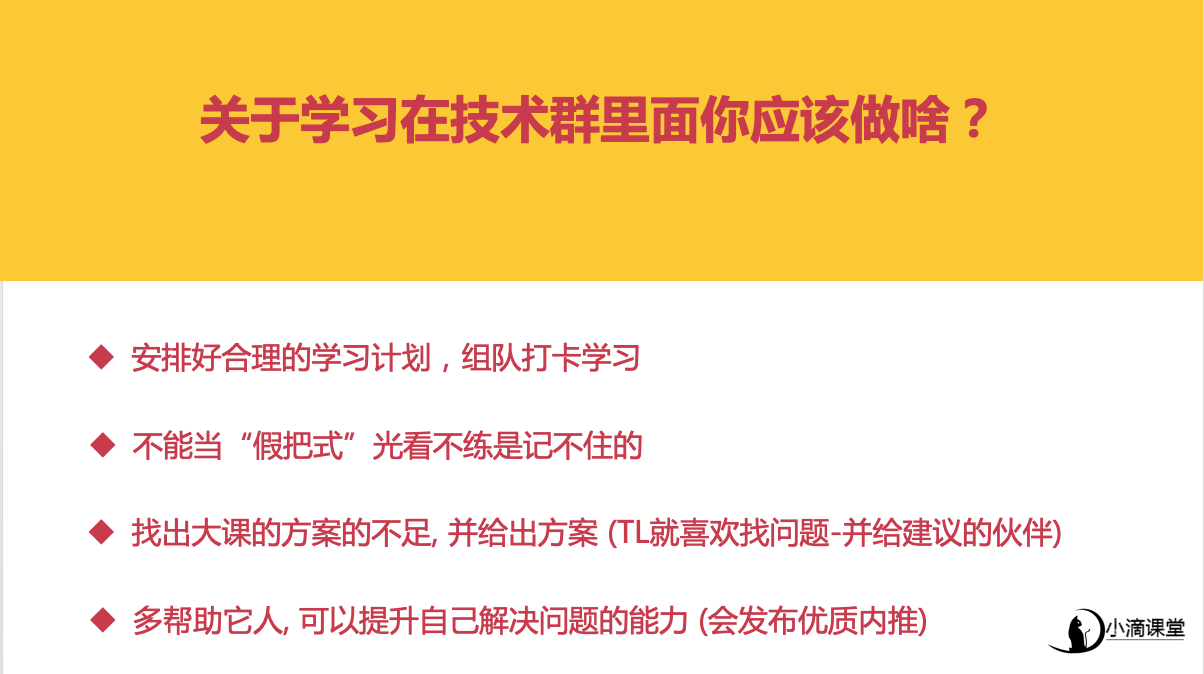 关于学习在技术群里面你应该做啥？
安排好合理的学习计划，组队打卡学习
不能当“假把式”光看不练是记不住的
找出大课的方案的不足, 并给出方案 (TL就喜欢找问题-并给建议的伙伴)
多帮助它人, 可以提升自己解决问题的能力 (会发布优质内推)
小滴课堂